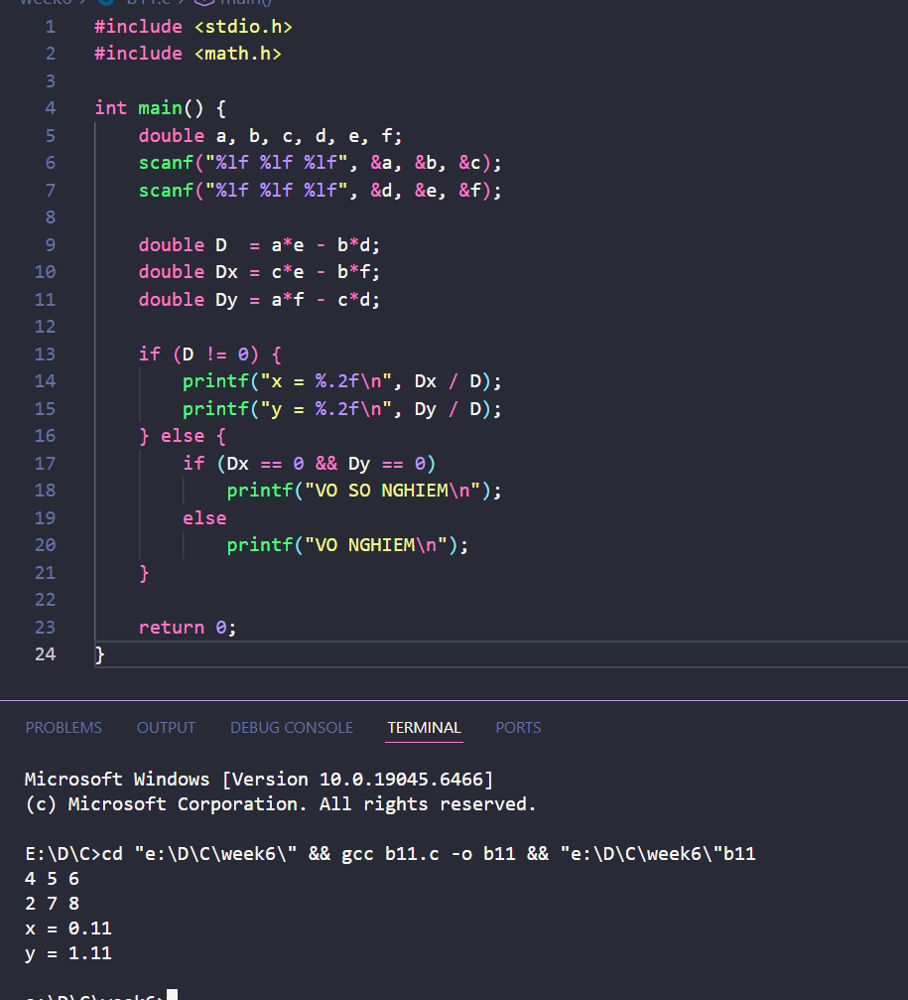 1 #include <stdio.h>
2 #include <math.h>
3
4 int main() {
5     double a, b, c, d, e, f;
6     scanf("%lf %lf %lf", &a, &b, &c);
7     scanf("%lf %lf %lf", &d, &e, &f);
8
9     double D  = a*e - b*d;
10     double Dx = c*e - b*f;
11     double Dy = a*f - c*d;
12
13     if (D != 0) {
14         printf("x = %.2f\n", Dx / D);
15         printf("y = %.2f\n", Dy / D);
16     } else {
17         if (Dx == 0 && Dy == 0)
18             printf("VO SO NGHIEM\n");
19         else
20             printf("VO NGHIEM\n");
21     }
22
23     return 0;
24 }
PROBLEMS OUTPUT DEBUG CONSOLE TERMINAL PORTS
Microsoft Windows [Version 10.0.19045.6466]
(c) Microsoft Corporation. All rights reserved.
E:\D\C>cd "e:\D\C\week6\" && gcc b11.c -o b11 && "e:\D\C\week6\"b11
4 5 6
2 7 8
x = 0.11
y = 1.11